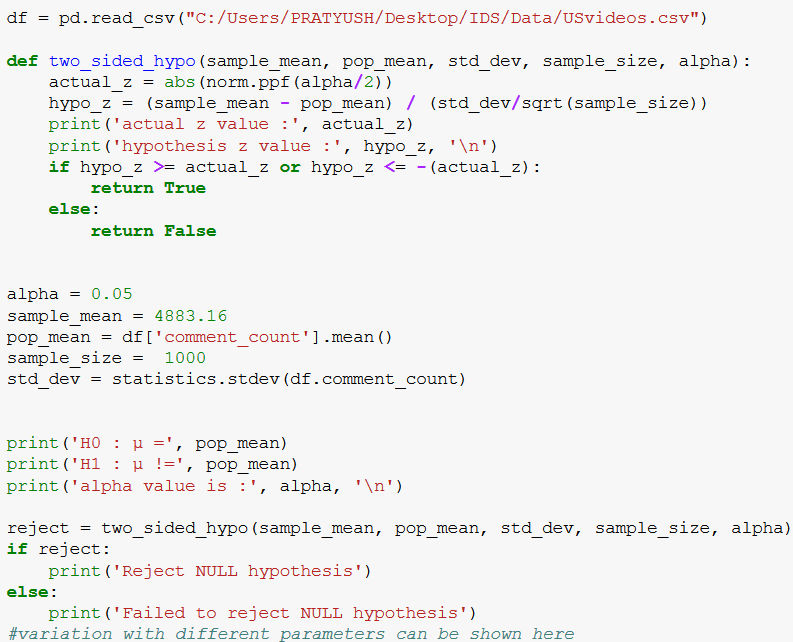 df = pd.read_csv("C:/Users/PRATYUSH/Desktop/IDS/Data/USvideos.csv")
def two_sided_hypo(sample_mean, pop_mean, std_dev, sample_size, alpha):
    actual_z = abs(norm.ppf(alpha/2))
    hypo_z = (sample_mean - pop_mean) / (std_dev/sqrt(sample_size))
    print('actual z value :', actual_z)
    print('hypothesis z value :', hypo_z, '\n')
    if hypo_z >= actual_z or hypo_z <= -(actual_z):
        return True
    else:
        return False
alpha = 0.05
sample_mean = 4883.16
pop_mean = df['comment_count'].mean()
sample_size =  1000
std_dev = statistics.stdev(df.comment_count)
print('H0 : μ =', pop_mean)
print('H1 : μ !=', pop_mean)
print('alpha value is :', alpha, '\n')
reject = two_sided_hypo(sample_mean, pop_mean, std_dev, sample_size, alpha)
if reject:
    print('Reject NULL hypothesis')
else:
    print('Failed to reject NULL hypothesis')
#variation with different parameters can be shown here